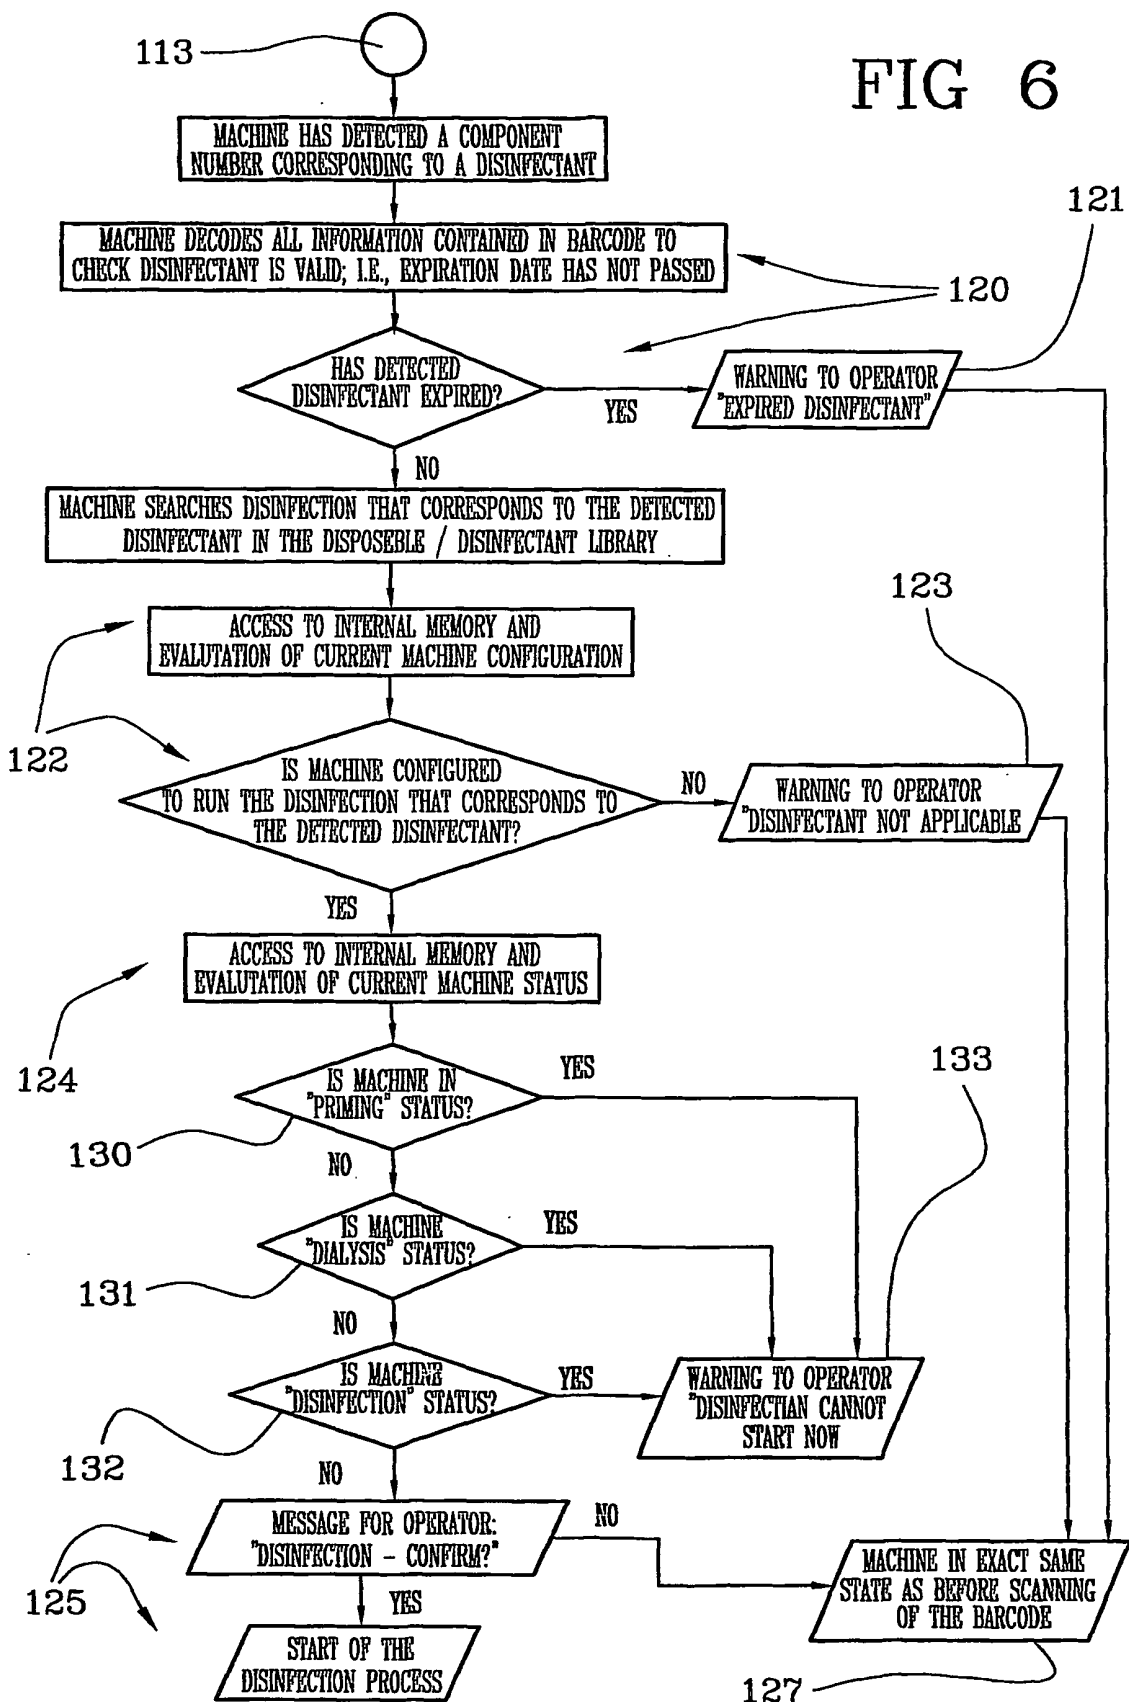 113
FIG 6
MACHINE HAS DETECTED A COMPONENT
NUMBER CORRESPONDING TO A DISINFECTANT
121
MACHINE DECODES ALL INFORMATION CONTAINED IN BARCODE TO
CHECK DISINFECTANT IS VALID; I.E., EXPIRATION DATE HAS NOT PASSED
120
HAS DETECTED
DISINFECTANT EXPIRED?
YES
WARNING TO OPERATOR
"EXPIRED DISINFECTANT"
NO
MACHINE SEARCHES DISINFECTION THAT CORRESPONDS TO THE DETECTED
DISINFECTANT IN THE DISPOSEBLE / DISINFECTANT LIBRARY
123
ACCESS TO INTERNAL MEMORY AND
EVALUTATION OF CURRENT MACHINE CONFIGURATION
122
IS MACHINE CONFIGURED
TO RUN THE DISINFECTION THAT CORRESPONDS TO
THE DETECTED DISINFECTANT?
NO
WARNING TO OPERATOR
"DISINFECTANT NOT APPLICABLE
YES
ACCESS TO INTERNAL MEMORY AND
EVALUTATION OF CURRENT MACHINE STATUS
124
133
IS MACHINE IN
"PRIMING" STATUS?
YES
130
NO
IS MACHINE
"DIALYSIS" STATUS?
YES
131
NO
IS MACHINE
"DISINFECTION" STATUS?
YES
WARNING TO OPERATOR
"DISINFECTIAN CANNOT
START NOW
132
NO
MESSAGE FOR OPERATOR:
"DISINFECTION - CONFIRM?"
NO
125
YES
MACHINE IN EXACT SAME
STATE AS BEFORE SCANNING
OF THE BARCODE
START OF THE
DISINFECTION PROCESS
127